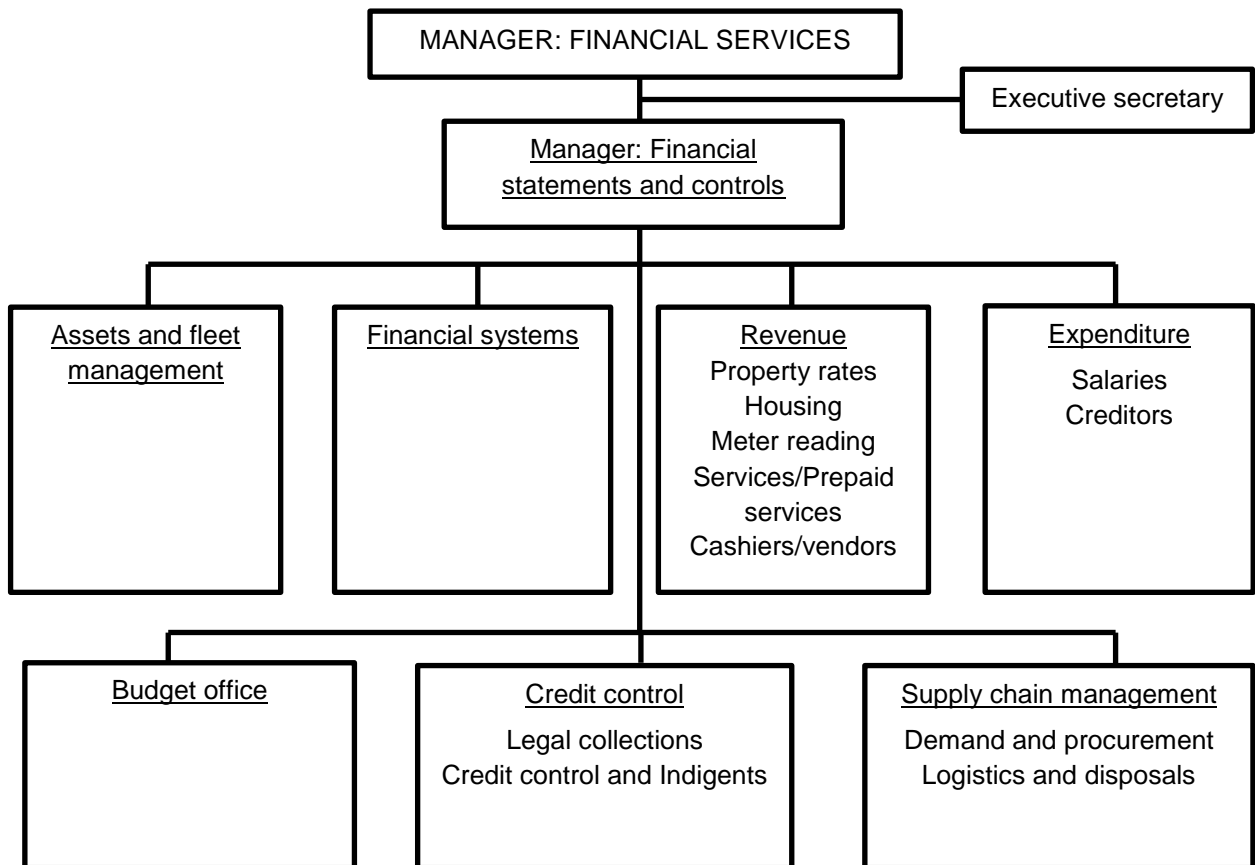 MANAGER: FINANCIAL SERVICES
Executive secretary
Manager: Financial
statements and controls
Assets and fleet
management
Financial systems
Revenue
Property rates
Housing
Meter reading
Services/Prepaid
services
Cashiers/vendors
Expenditure
Salaries
Creditors
Budget office
Credit control
Legal collections
Credit control and Indigents
Supply chain management
Demand and procurement
Logistics and disposals